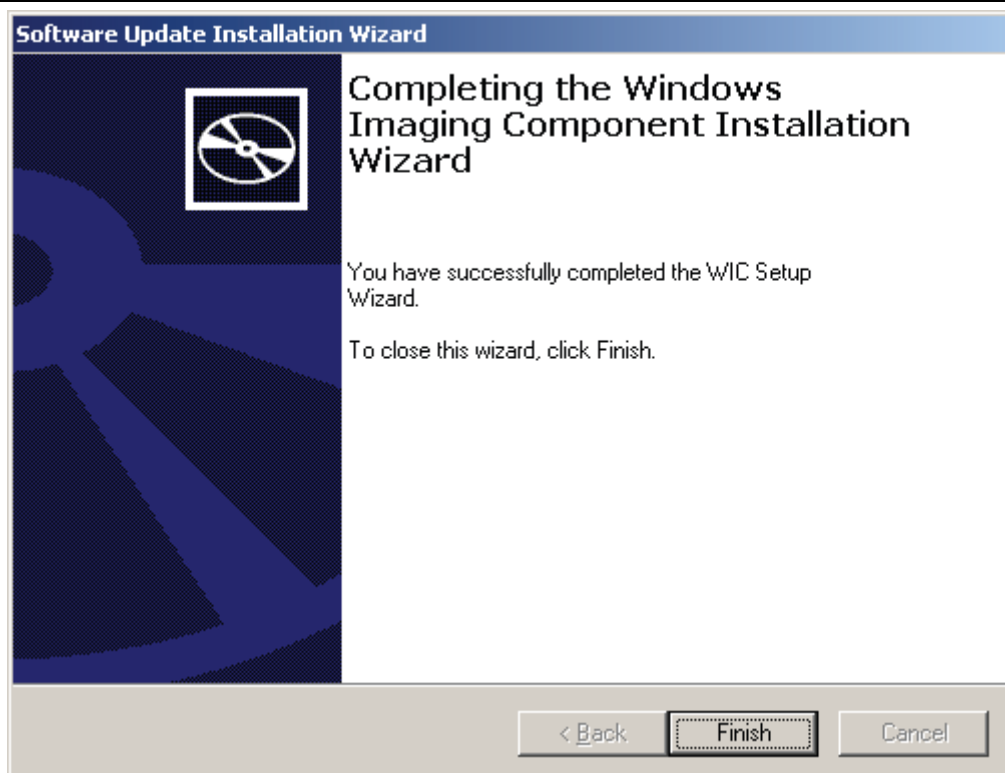 Software Update Installation Wizard
Completing the Windows
Imaging Component Installation
Wizard
You have successfully completed the WIC Setup
Wizard.
To close this wizard, click Finish.
< Back
Finish
Cancel